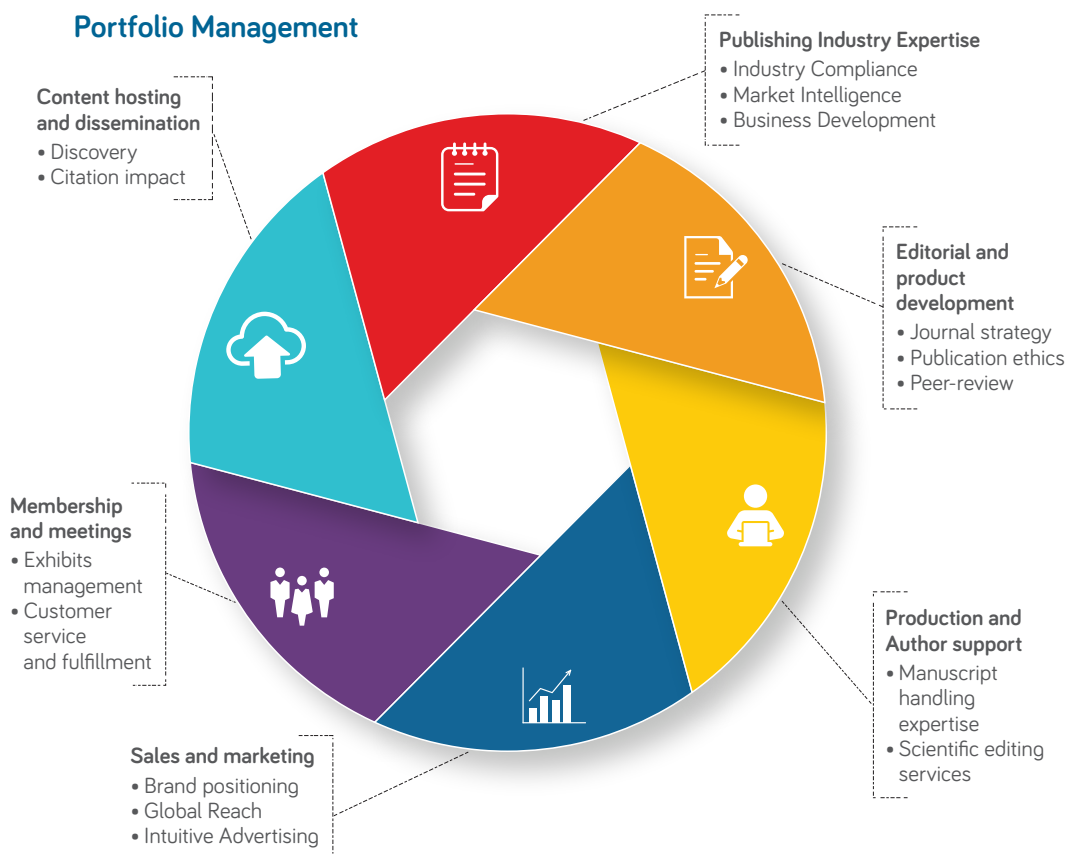 Portfolio Management
Publishing Industry Expertise
• Industry Compliance
• Market Intelligence
• Business Development
Editorial and
product
development
• Journal strategy
• Publication ethics
• Peer-review
Production and
Author support
• Manuscript
handling
expertise
• Scientific editing
services
Sales and marketing
• Brand positioning
• Global Reach
• Intuitive Advertising
Membership
and meetings
• Exhibits
management
• Customer
service
and fulfillment
Content hosting
and dissemination
• Discovery
• Citation impact